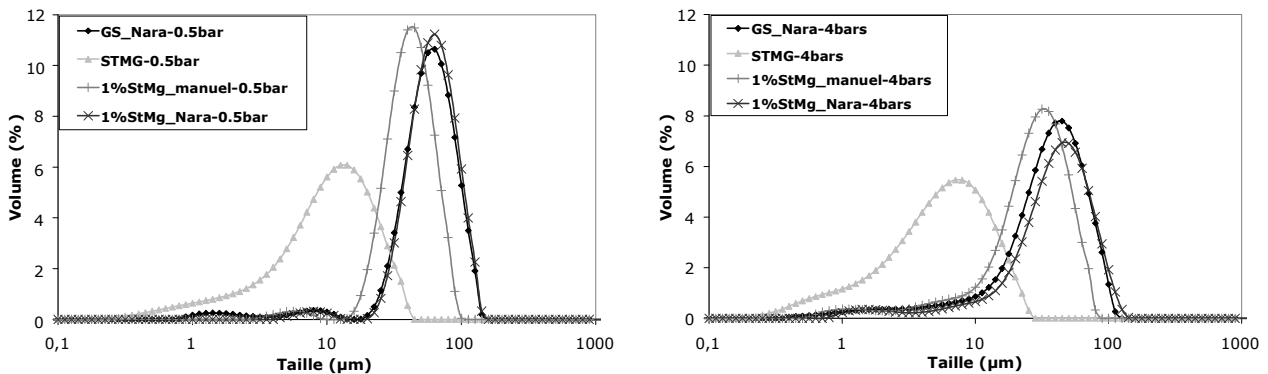 12
10
8
6
4
2
0
Volume (%)
GS_Nara-0.5bar
STMG-0.5bar
1%StMg_manuel-0.5bar
1%StMg_Nara-0.5bar
0,1 1 10 100 1000
Taille (µm)
12
10
8
6
4
2
0
Volume (%)
GS_Nara-4bars
STMG-4bars
1%StMg_manuel-4bars
1%StMg_Nara-4bars
0,1 1 10 100 1000
Taille (µm)